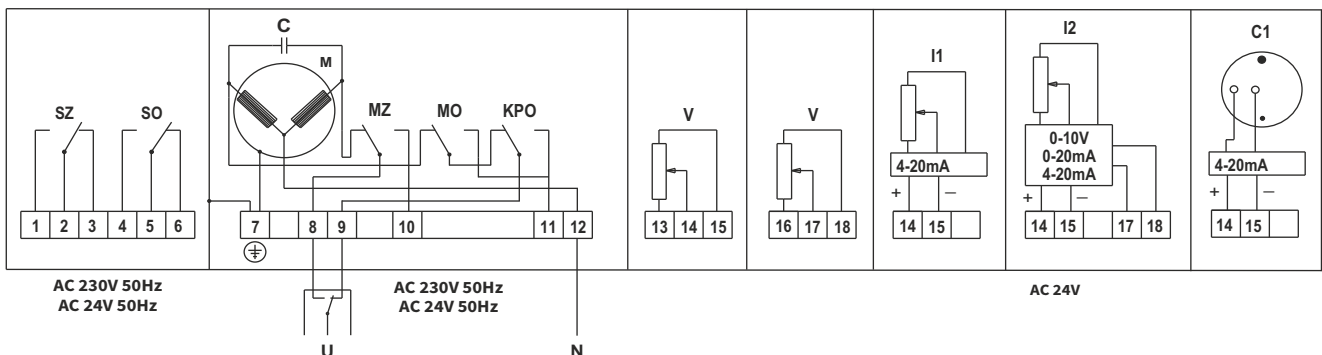 C
M
SZ
SO
MZ
MO
KPO
V
V
I1
I2
C1
0-10V
0-20mA
4-20mA
4-20mA
4-20mA
+ –
+ –
+ –
1 2 3 4 5 6
7 8 9 10 11 12
13 14 15
16 17 18
14 15
14 15 17 18
14 15
AC 230V 50Hz
AC 24V 50Hz
AC 230V 50Hz
AC 24V 50Hz
AC 24V
U
N